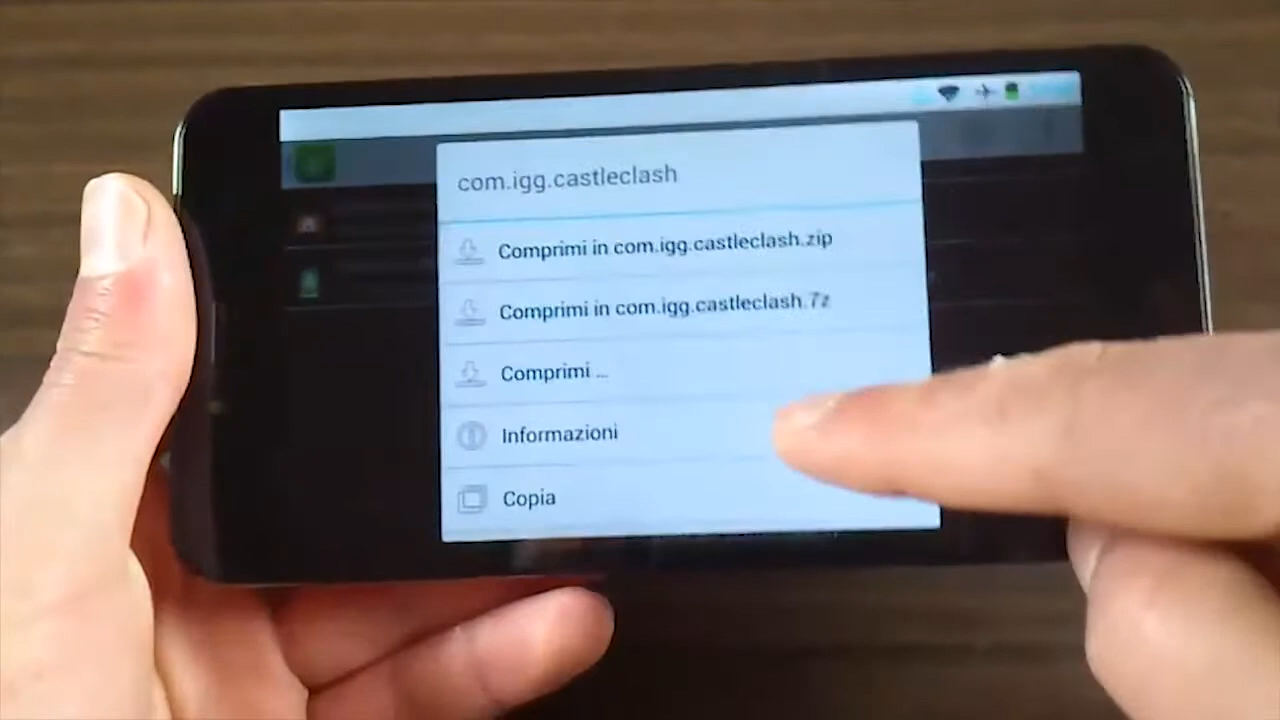 com.igg.castleclash
Comprimi in com.igg.castleclash.zip
Comprimi in com.igg.castleclash.7z
Comprimi ...
Informazioni
Copia